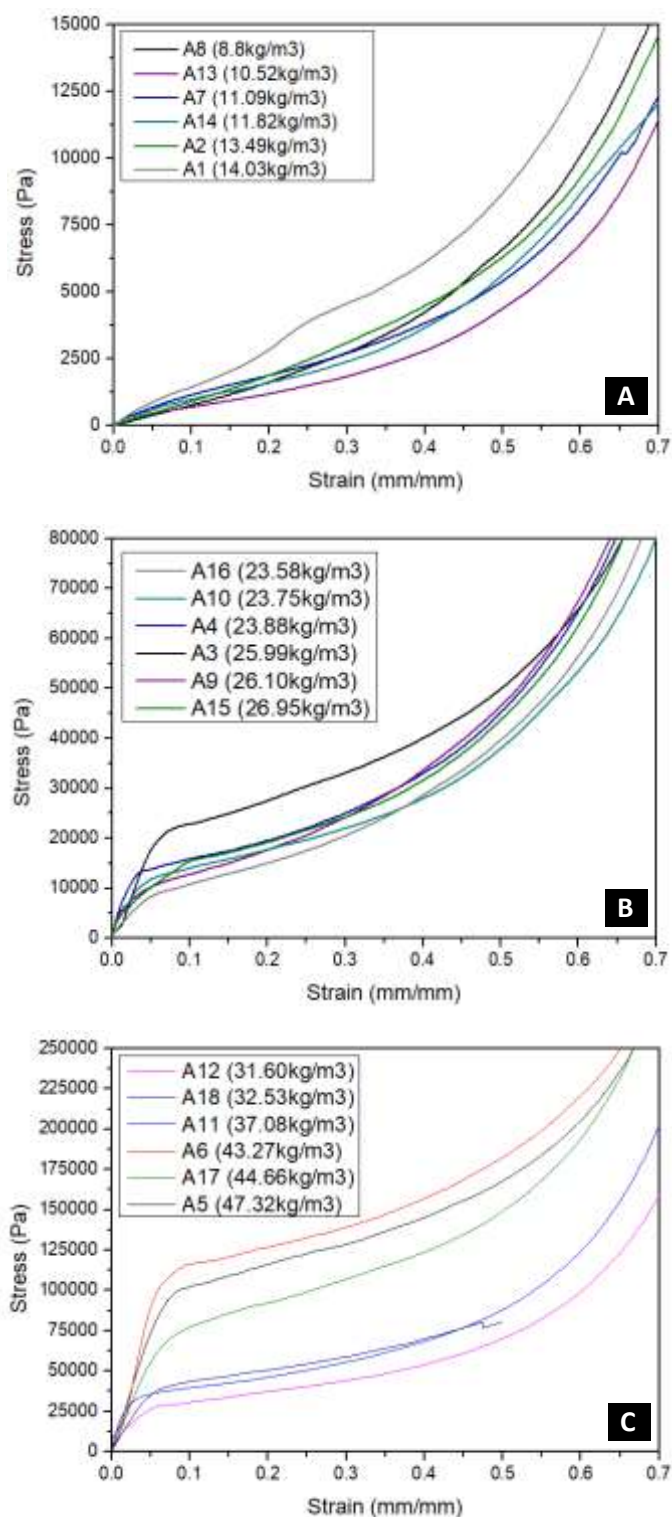 15000
12500
10000
7500
5000
2500
0
Stress (Pa)
A8 (8.8kg/m3)
A13 (10.52kg/m3)
A7 (11.09kg/m3)
A14 (11.82kg/m3)
A2 (13.49kg/m3)
A1 (14.03kg/m3)
A
0.0 0.1 0.2 0.3 0.4 0.5 0.6 0.7
Strain (mm/mm)
80000
70000
60000
50000
40000
30000
20000
10000
0
Stress (Pa)
A16 (23.58kg/m3)
A10 (23.75kg/m3)
A4 (23.88kg/m3)
A3 (25.99kg/m3)
A9 (26.10kg/m3)
A15 (26.95kg/m3)
B
0.0 0.1 0.2 0.3 0.4 0.5 0.6 0.7
Strain (mm/mm)
250000
225000
200000
175000
150000
125000
100000
75000
50000
25000
0
Stress (Pa)
A12 (31.60kg/m3)
A18 (32.53kg/m3)
A11 (37.08kg/m3)
A6 (43.27kg/m3)
A17 (44.66kg/m3)
A5 (47.32kg/m3)
C
0.0 0.1 0.2 0.3 0.4 0.5 0.6 0.7
Strain (mm/mm)